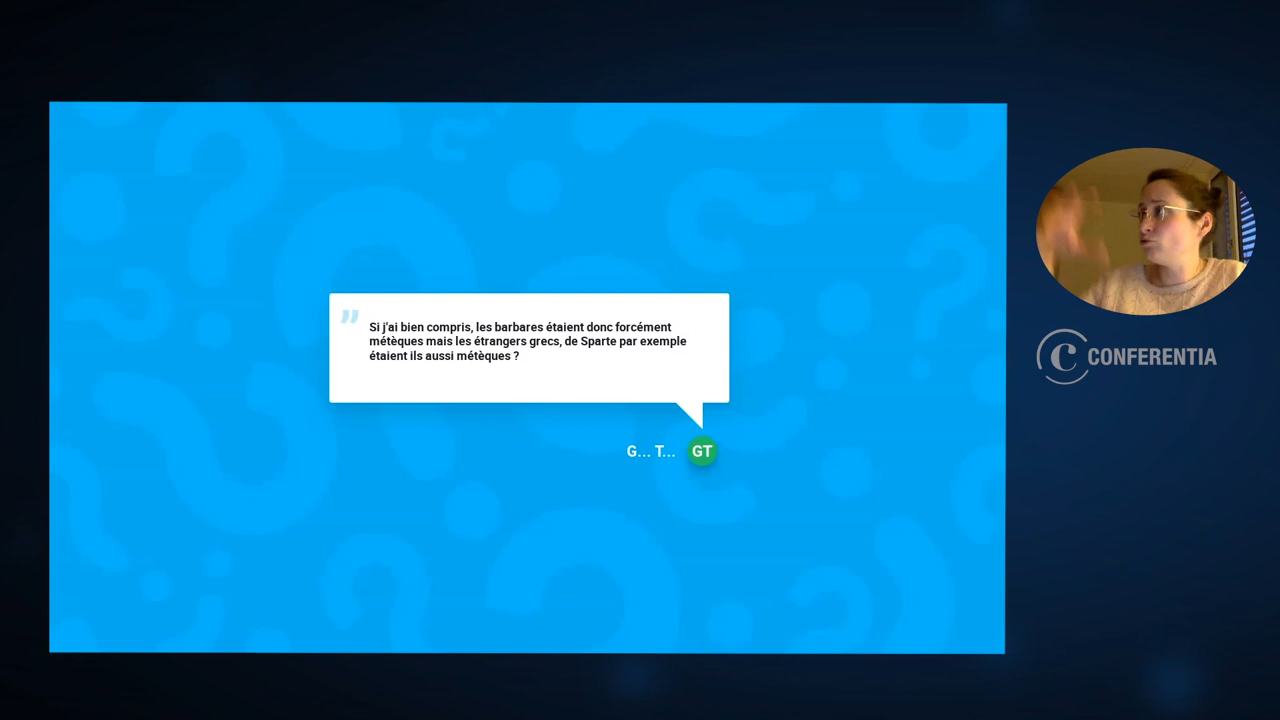 Si j'ai bien compris, les barbares étaient donc forcément
métèques mais les étrangers grecs, de Sparte par exemple
étaient ils aussi métèques ?
G... T... GT
CONFERENTIA